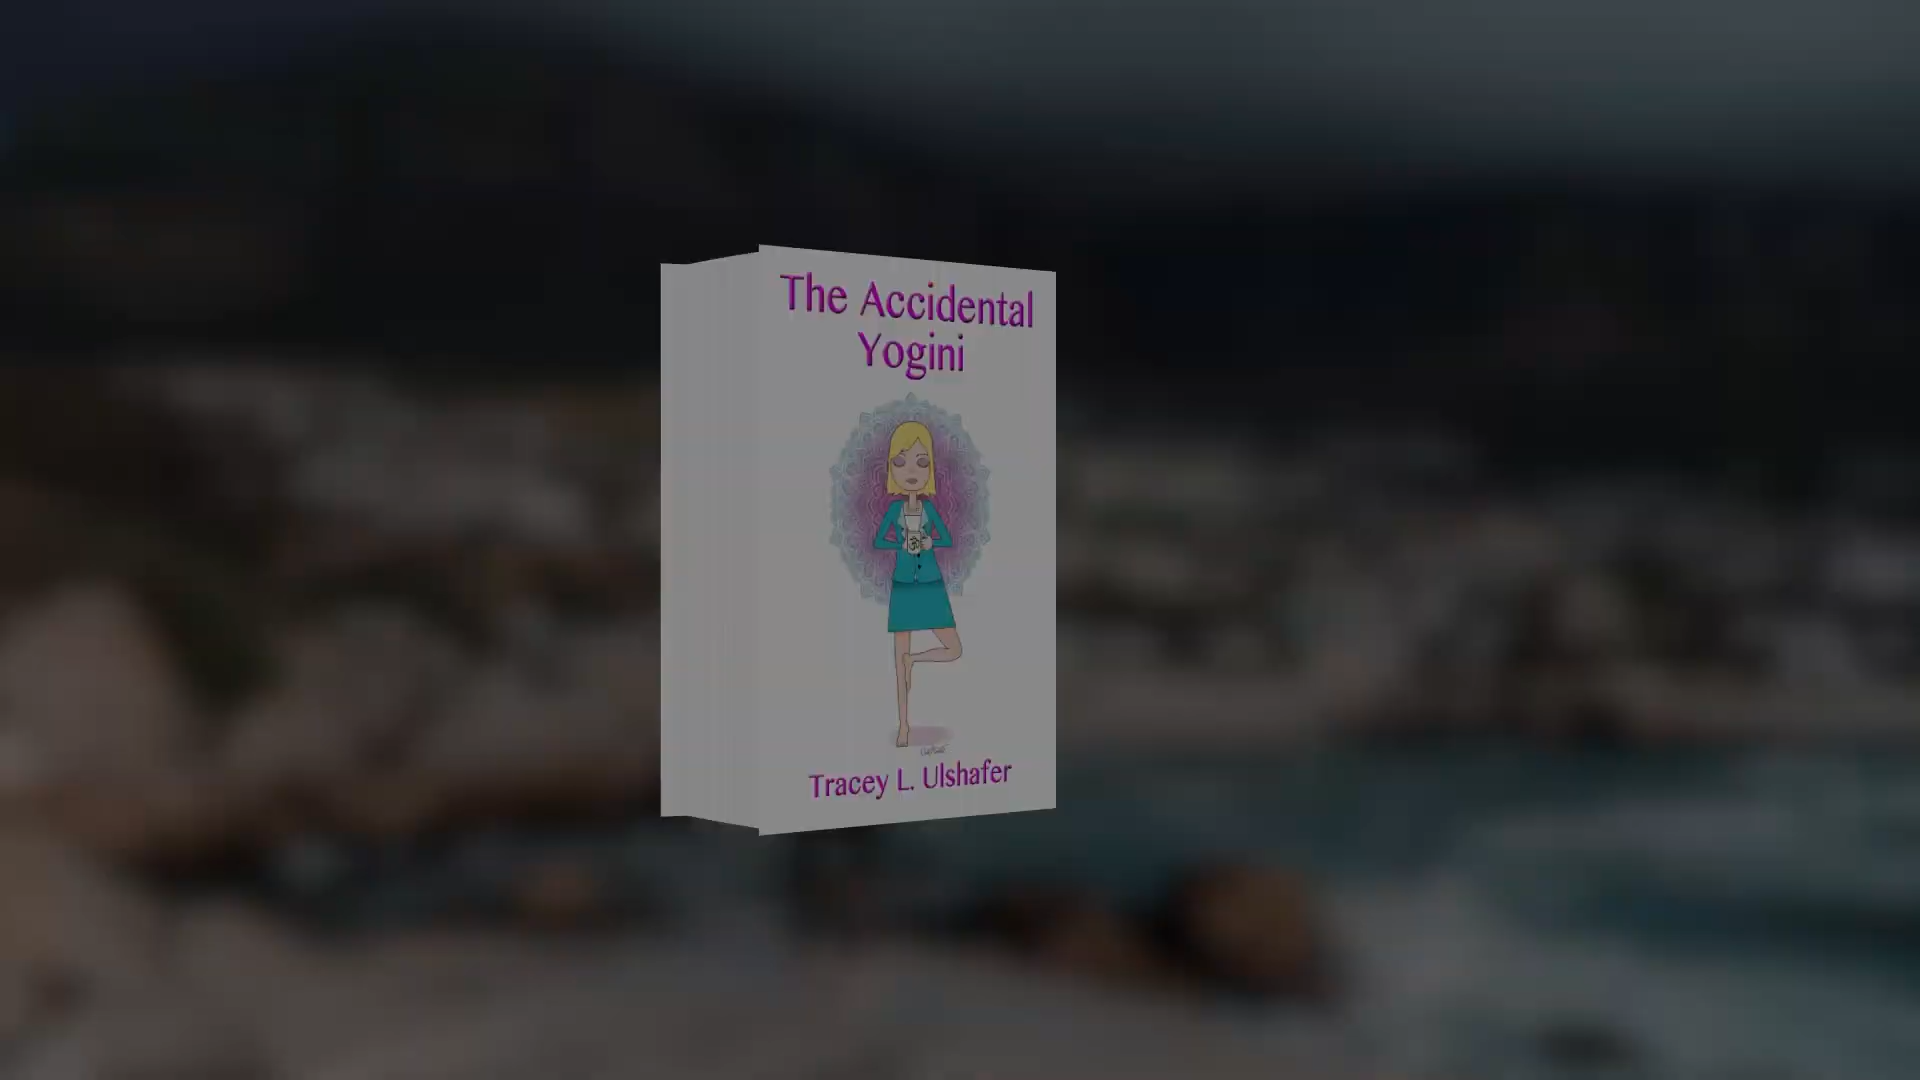 The Accidental
Yogini
ॐ
Tracey L. Ulshafer